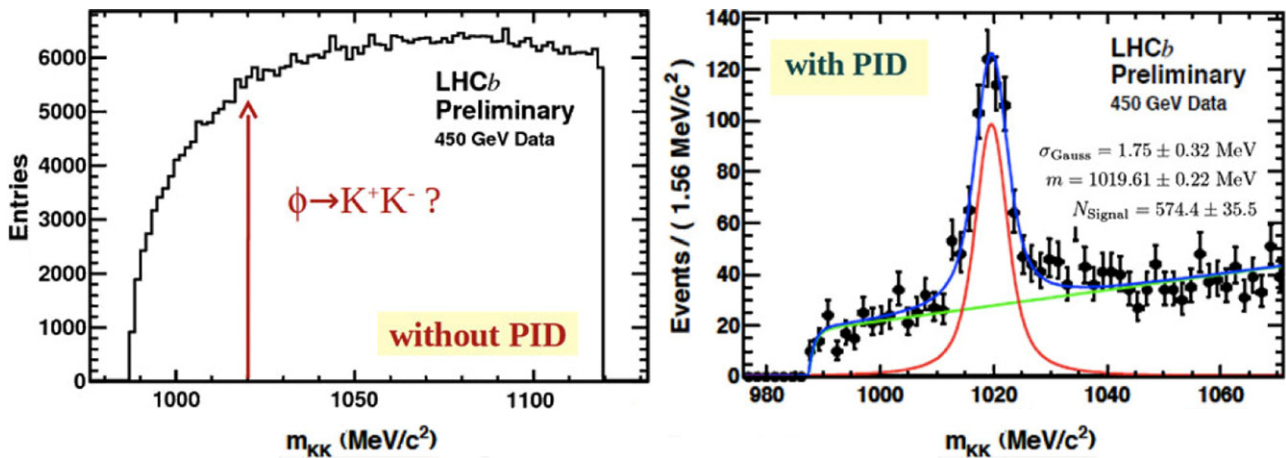 Entries
6000
5000
4000
3000
2000
1000
0
LHCb
Preliminary
450 GeV Data
ϕ→K⁺K⁻ ?
without PID
1000
1050
1100
m_KK (MeV/c²)
Events / ( 1.56 MeV/c² )
140
120
100
80
60
40
20
0
with PID
LHCb
Preliminary
450 GeV Data
σ_Gauss = 1.75 ± 0.32 MeV
m = 1019.61 ± 0.22 MeV
N_Signal = 574.4 ± 35.5
980
1000
1020
1040
1060
m_KK (MeV/c²)